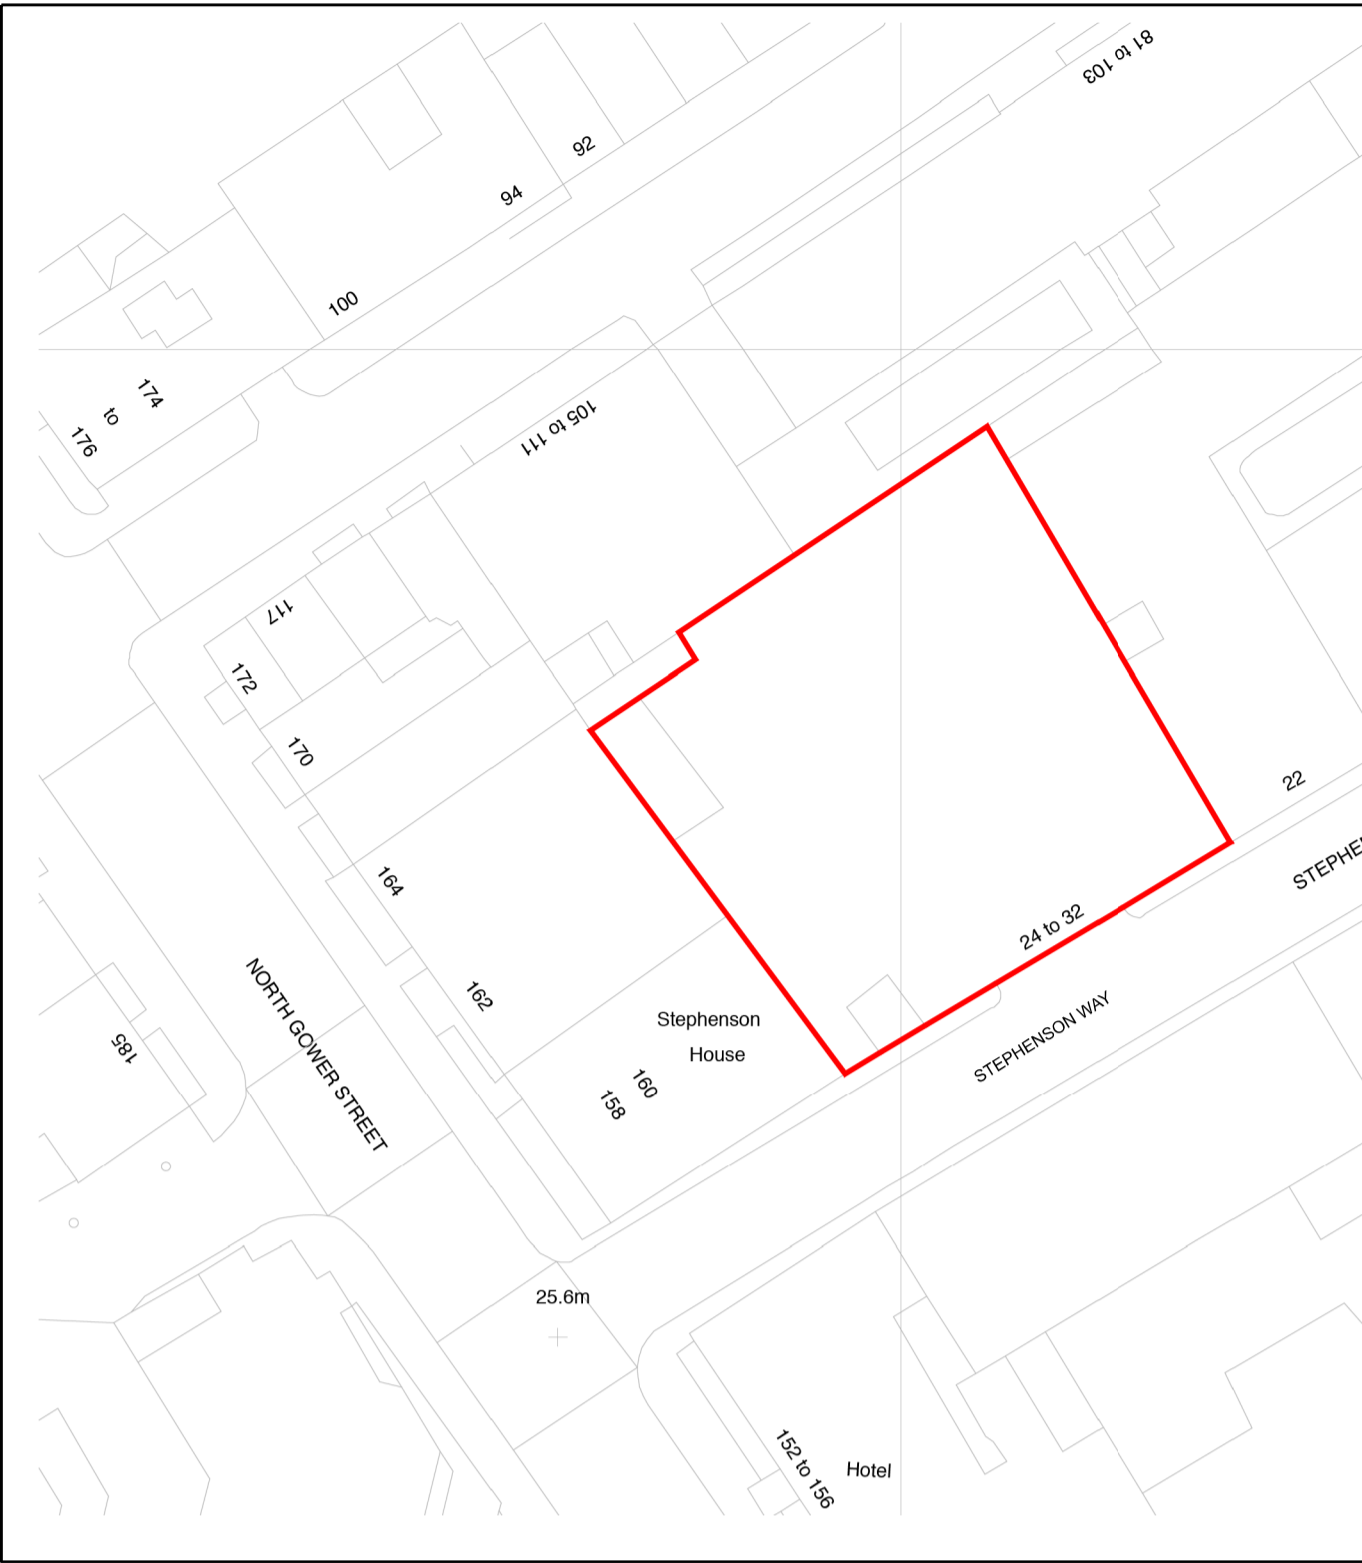 81 to 103
92
94
100
174
to
176
105 to 111
117
172
170
164
162
22
STEPHE
24 to 32
STEPHENSON WAY
NORTH GOWER STREET
185
Stephenson
House
160
158
25.6m
152 to 156
Hotel